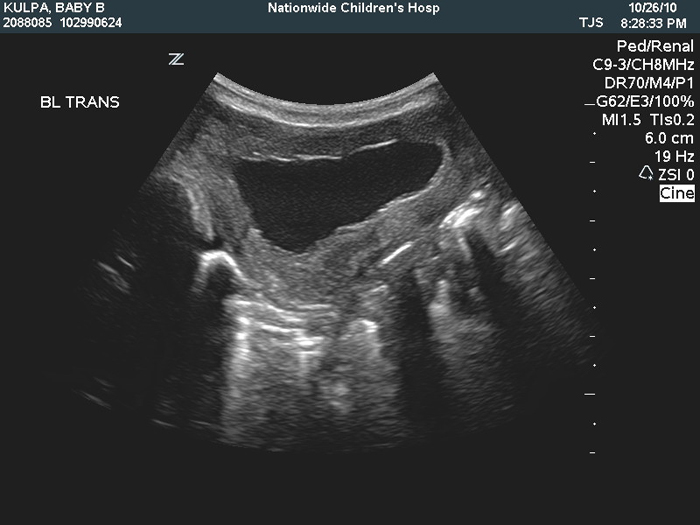 KULPA, BABY B
Nationwide Children's Hosp
10/26/10
2088085 102990624
TJS
8:28:33 PM
Z
BL TRANS
Ped/Renal
C9-3/CH8MHz
DR70/M4/P1
G62/E3/100%
MI1.5 TIs0.2
6.0 cm
19 Hz
ZSI 0
Cine